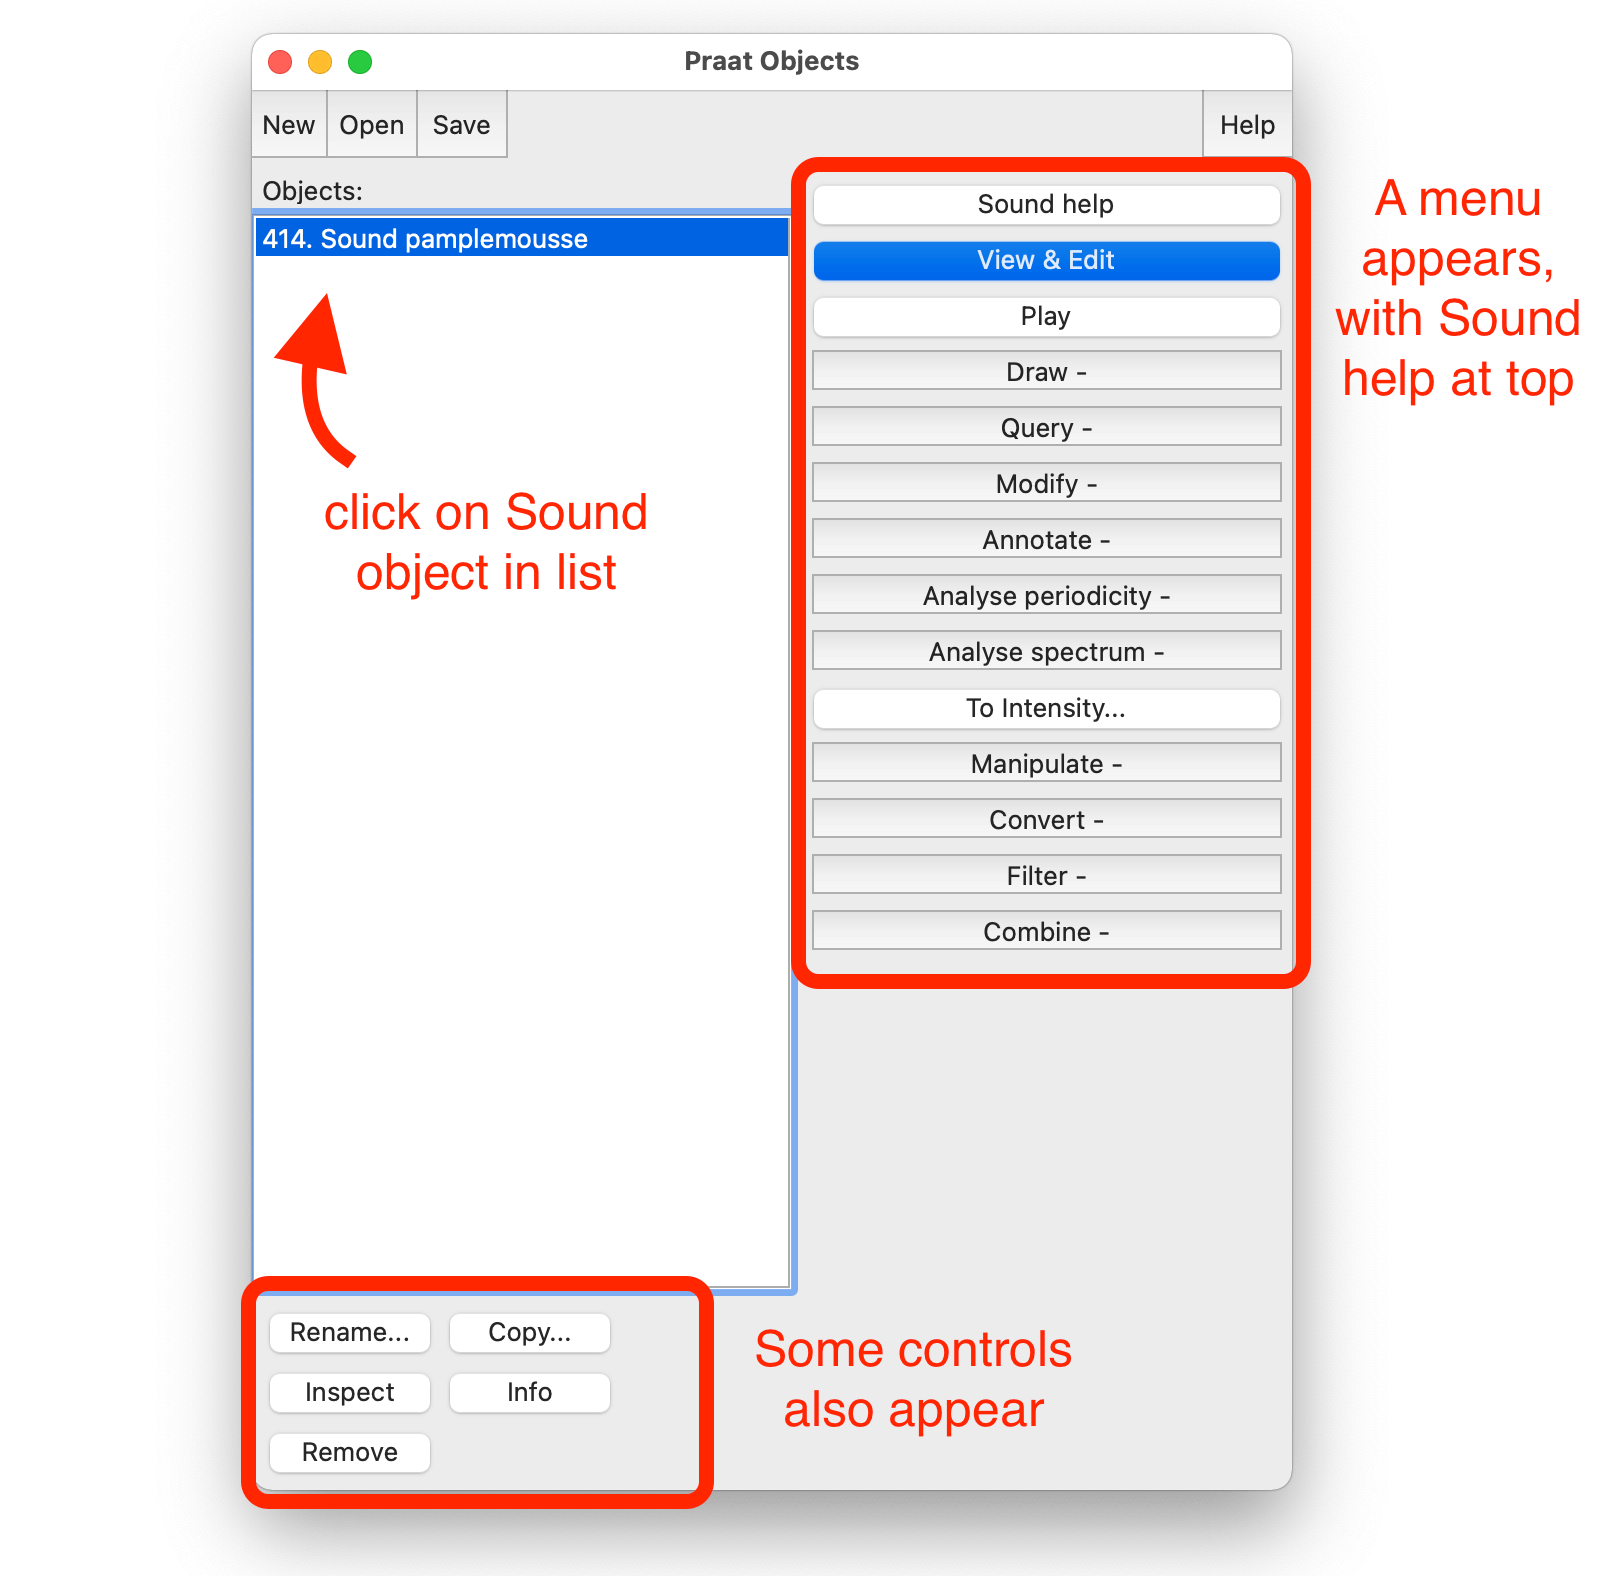 Praat Objects
New Open Save Help
Objects:
414. Sound pamplemousse
click on Sound
object in list
Sound help
View & Edit
Play
Draw -
Query -
Modify -
Annotate -
Analyse periodicity -
Analyse spectrum -
To Intensity...
Manipulate -
Convert -
Filter -
Combine -
A menu
appears,
with Sound
help at top
Rename... Copy...
Inspect Info
Remove
Some controls
also appear